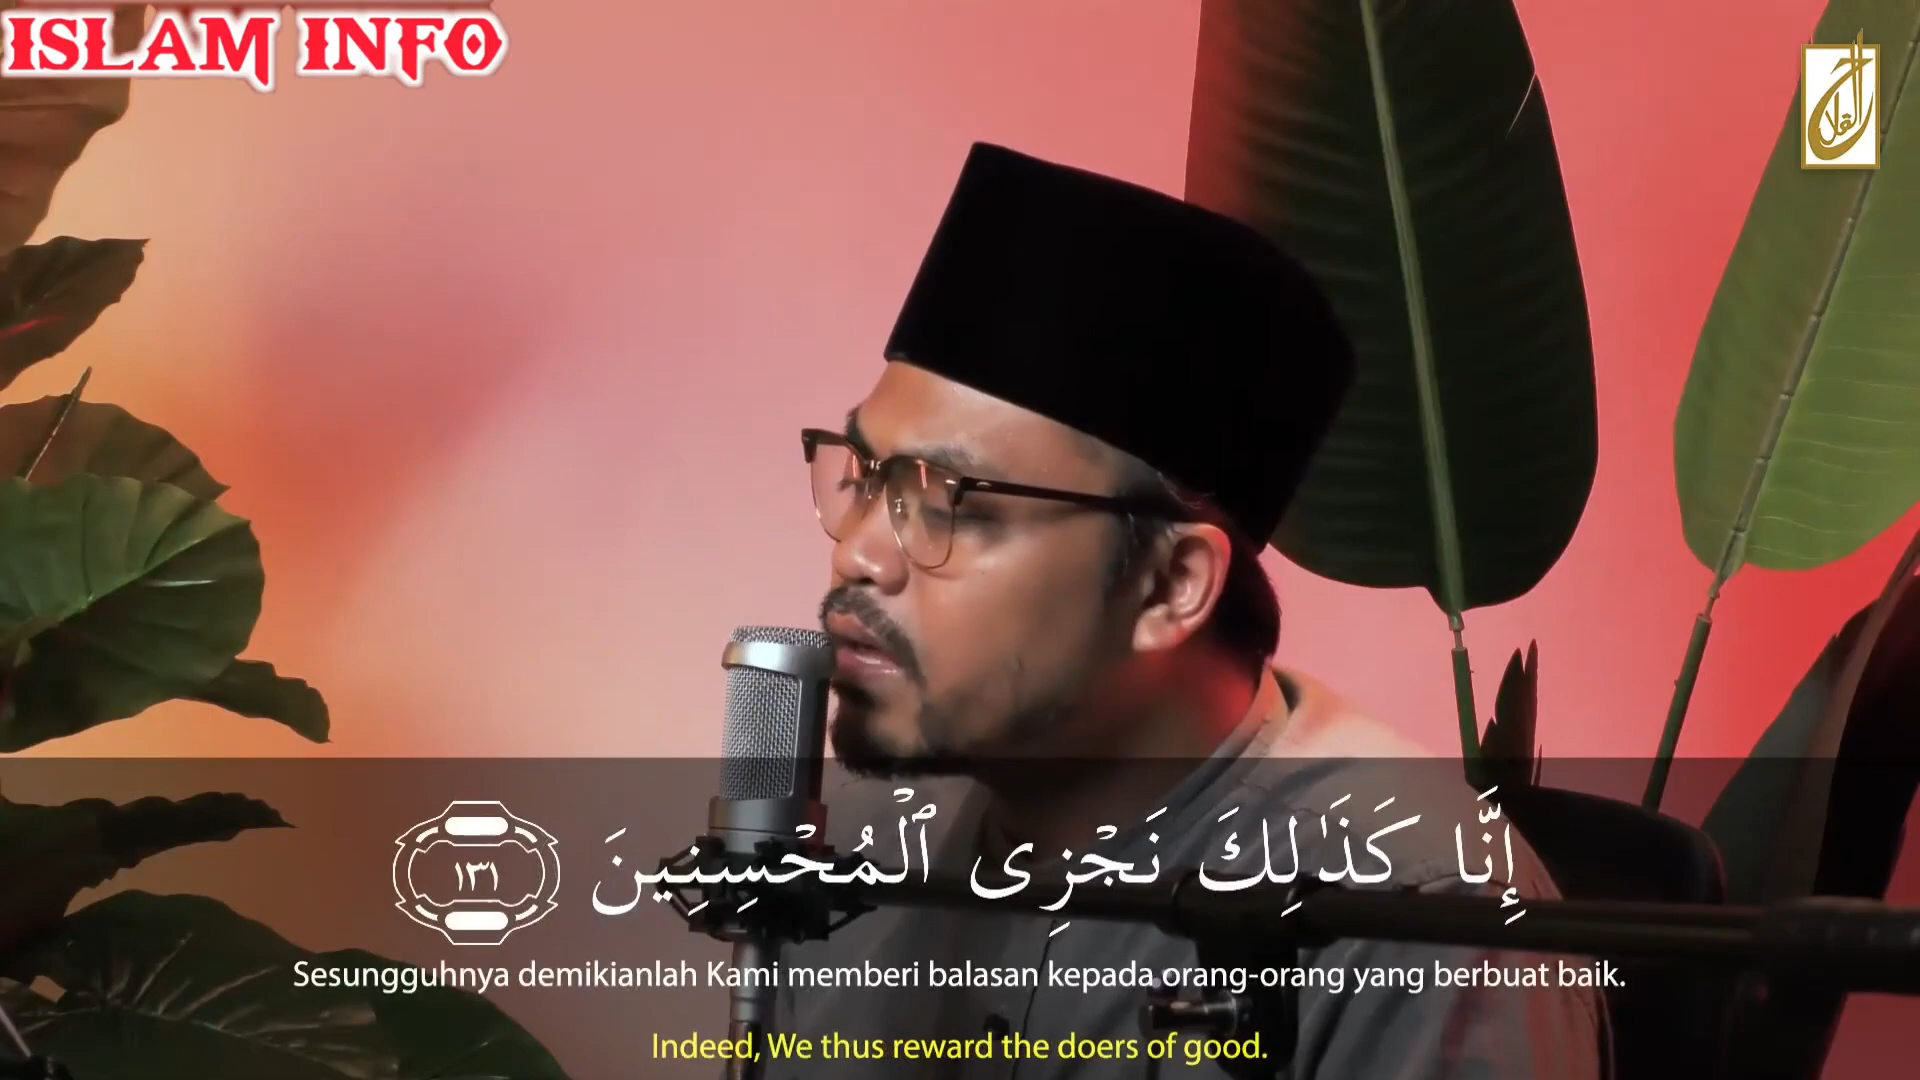 ISLAM INFO
الفلاح
إِنَّا كَذَٰلِكَ نَجْزِى ٱلْمُحْسِنِينَ ١٣١
Sesungguhnya demikianlah Kami memberi balasan kepada orang-orang yang berbuat baik.
Indeed, We thus reward the doers of good.